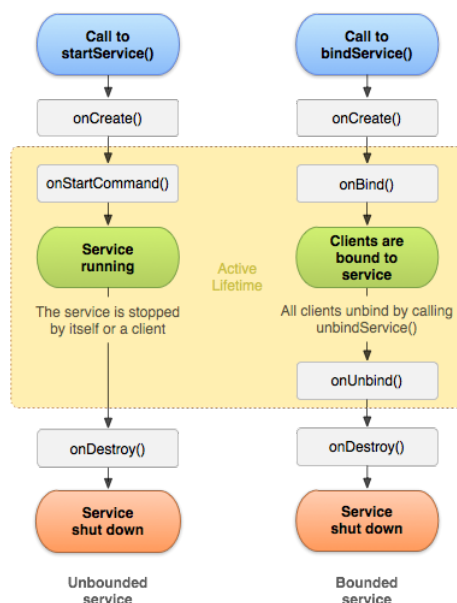 Call to
startService()
onCreate()
onStartCommand()
Service
running
The service is stopped
by itself or a client
onDestroy()
Service
shut down
Unbounded
service
Active
Lifetime
Call to
bindService()
onCreate()
onBind()
Clients are
bound to
service
All clients unbind by calling
unbindService()
onUnbind()
onDestroy()
Service
shut down
Bounded
service